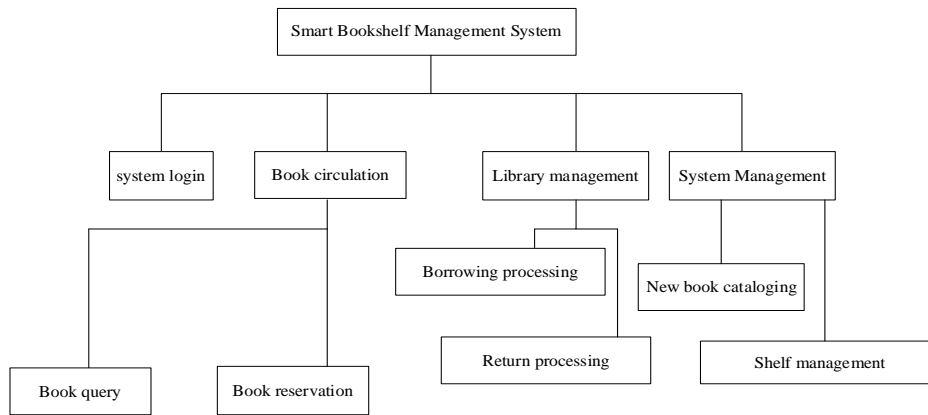 Smart Bookshelf Management System
system login
Book circulation
Library management
System Management
Borrowing processing
New book cataloging
Return processing
Shelf management
Book query
Book reservation